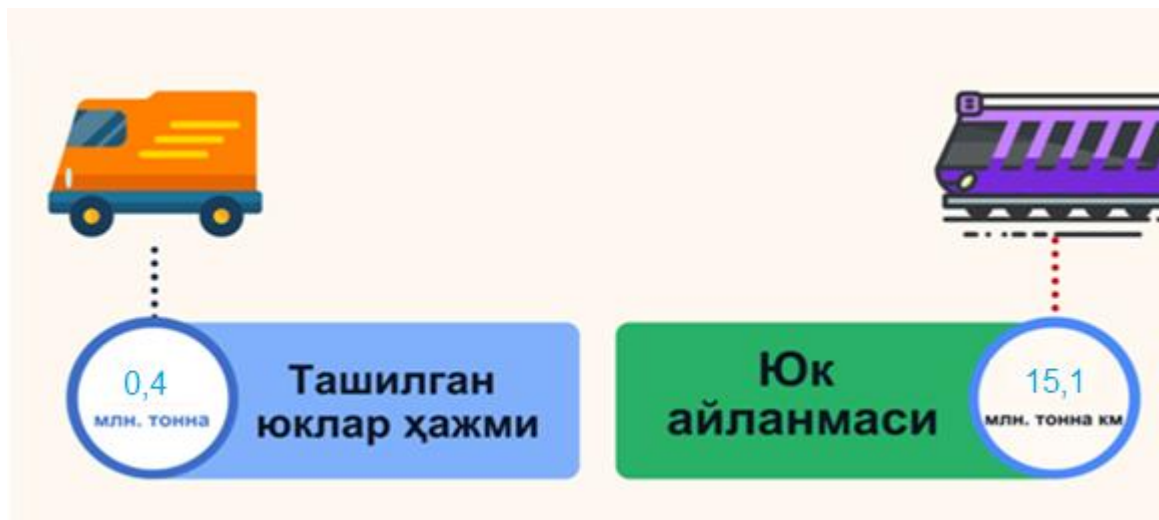 0,4
млн. тонна
Ташилган
юклар ҳажми
Юк
айланмаси
15,1
млн. тонна км